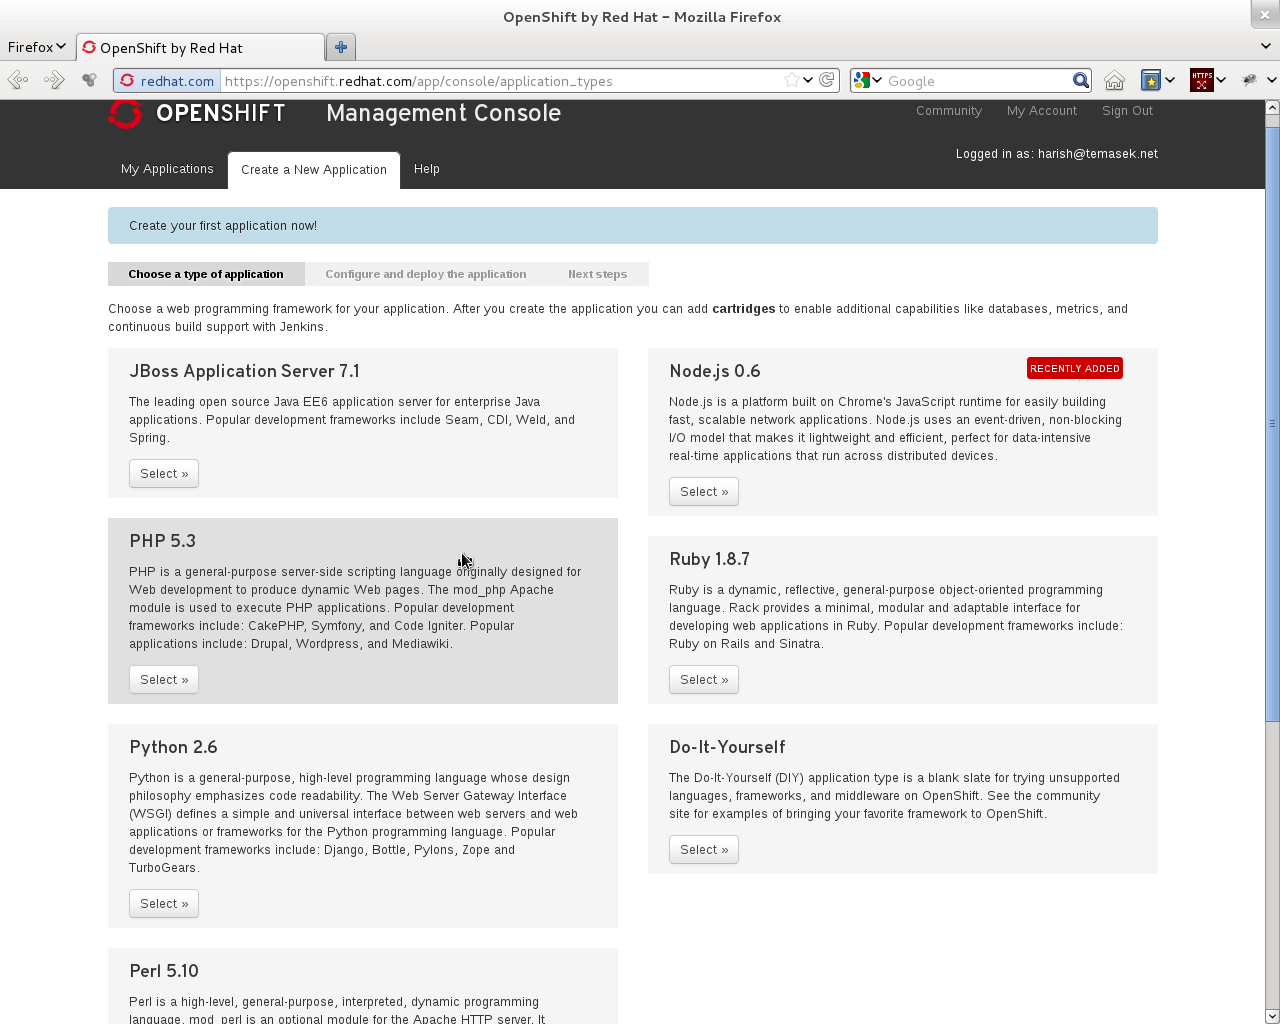 OpenShift by Red Hat – Mozilla Firefox
Firefox
OpenShift by Red Hat
redhat.com
https://openshift.redhat.com/app/console/application_types
Google
HTTPS
OPENSHIFT
Management Console
Community
My Account
Sign Out
Logged in as: harish@temasek.net
My Applications
Create a New Application
Help
Create your first application now!
Choose a type of application
Configure and deploy the application
Next steps
Choose a web programming framework for your application. After you create the application you can add cartridges to enable additional capabilities like databases, metrics, and
continuous build support with Jenkins.
JBoss Application Server 7.1
The leading open source Java EE6 application server for enterprise Java
applications. Popular development frameworks include Seam, CDI, Weld, and
Spring.
Select »
Node.js 0.6
RECENTLY ADDED
Node.js is a platform built on Chrome's JavaScript runtime for easily building
fast, scalable network applications. Node.js uses an event-driven, non-blocking
I/O model that makes it lightweight and efficient, perfect for data-intensive
real-time applications that run across distributed devices.
Select »
PHP 5.3
PHP is a general-purpose server-side scripting language originally designed for
Web development to produce dynamic Web pages. The mod_php Apache
module is used to execute PHP applications. Popular development
frameworks include: CakePHP, Symfony, and Code Igniter. Popular
applications include: Drupal, Wordpress, and Mediawiki.
Select »
Ruby 1.8.7
Ruby is a dynamic, reflective, general-purpose object-oriented programming
language. Rack provides a minimal, modular and adaptable interface for
developing web applications in Ruby. Popular development frameworks include:
Ruby on Rails and Sinatra.
Select »
Python 2.6
Python is a general-purpose, high-level programming language whose design
philosophy emphasizes code readability. The Web Server Gateway Interface
(WSGI) defines a simple and universal interface between web servers and web
applications or frameworks for the Python programming language. Popular
development frameworks include: Django, Bottle, Pylons, Zope and
TurboGears.
Select »
Do-It-Yourself
The Do-It-Yourself (DIY) application type is a blank slate for trying unsupported
languages, frameworks, and middleware on OpenShift. See the community
site for examples of bringing your favorite framework to OpenShift.
Select »
Perl 5.10
Perl is a high-level, general-purpose, interpreted, dynamic programming
language. mod_perl is an optional module for the Apache HTTP server. It